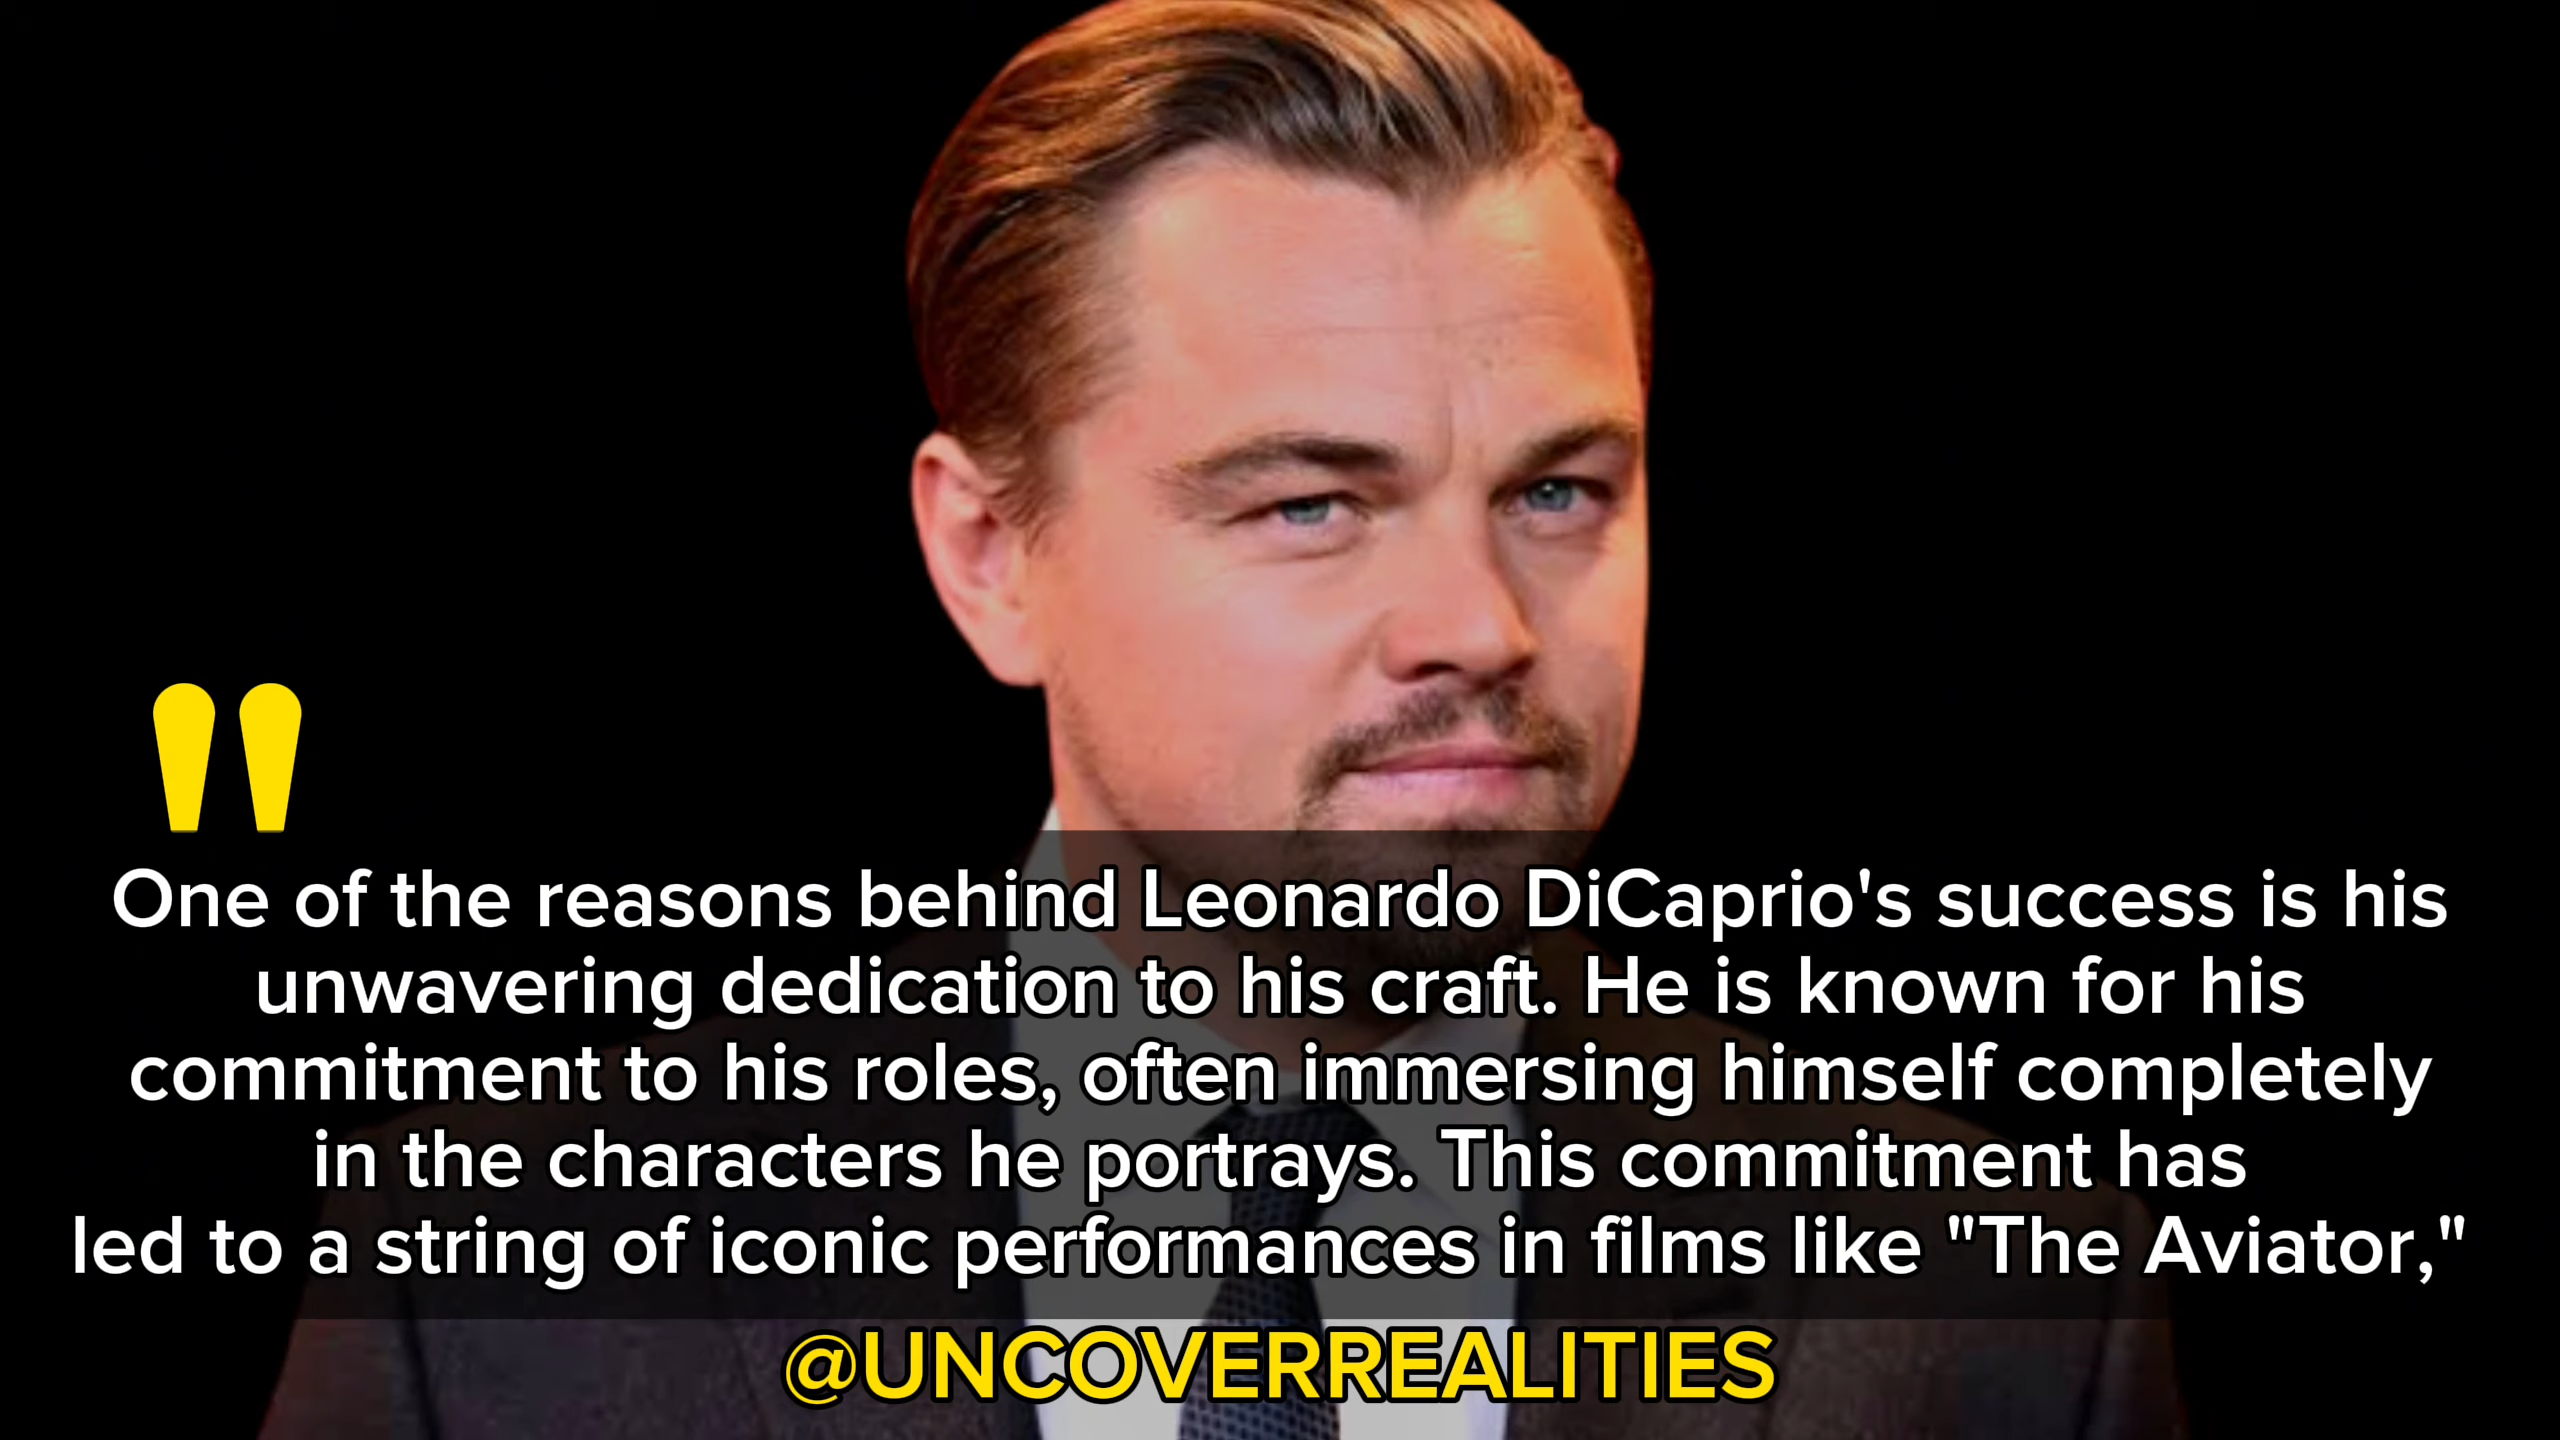 "
One of the reasons behind Leonardo DiCaprio's success is his
unwavering dedication to his craft. He is known for his
commitment to his roles, often immersing himself completely
in the characters he portrays. This commitment has
led to a string of iconic performances in films like "The Aviator,"
@UNCOVERREALITIES